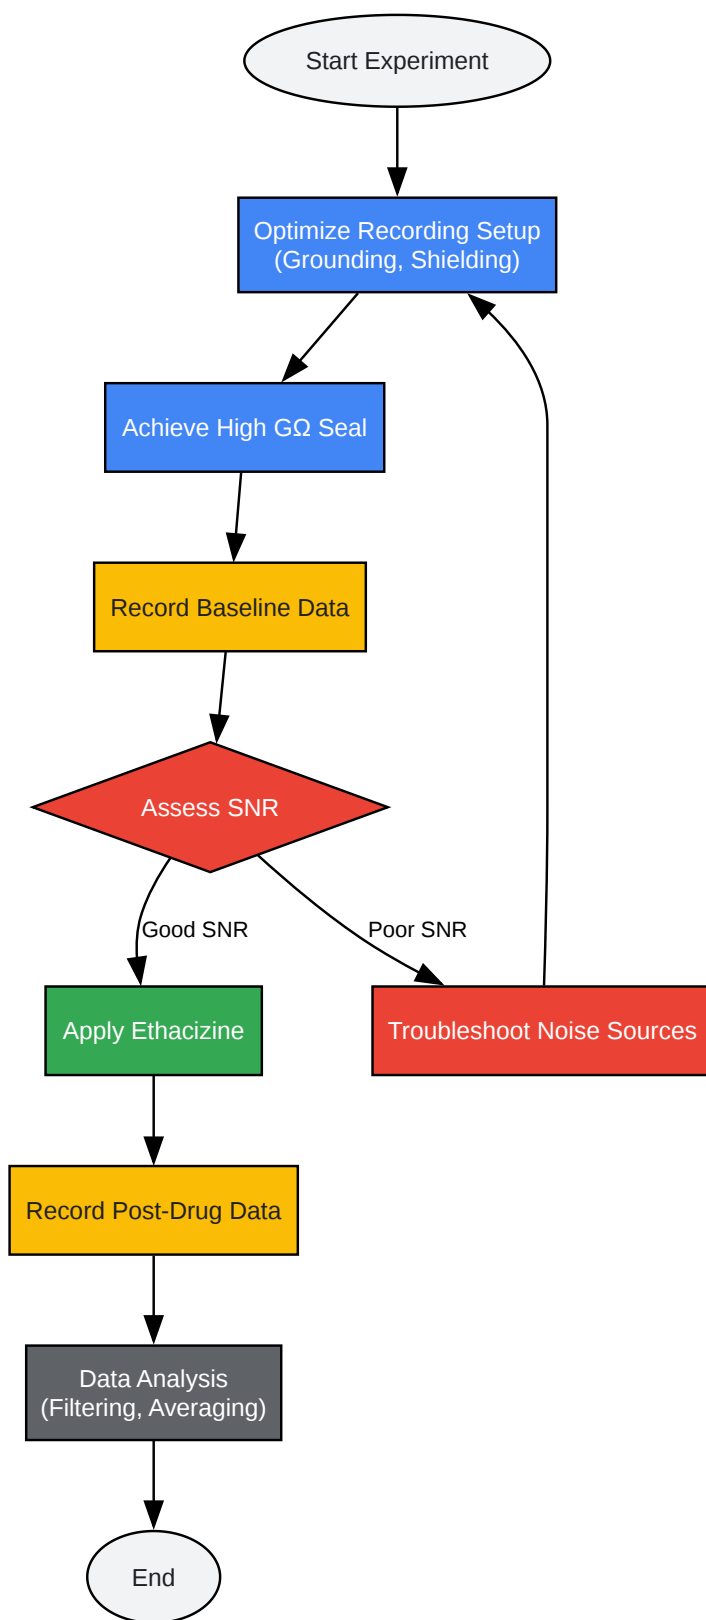 Start Experiment
Optimize Recording Setup
(Grounding, Shielding)
Achieve High GΩ Seal
Record Baseline Data
Assess SNR
Good SNR
Poor SNR
Apply Ethacizine
Troubleshoot Noise Sources
Record Post-Drug Data
Data Analysis
(Filtering, Averaging)
End